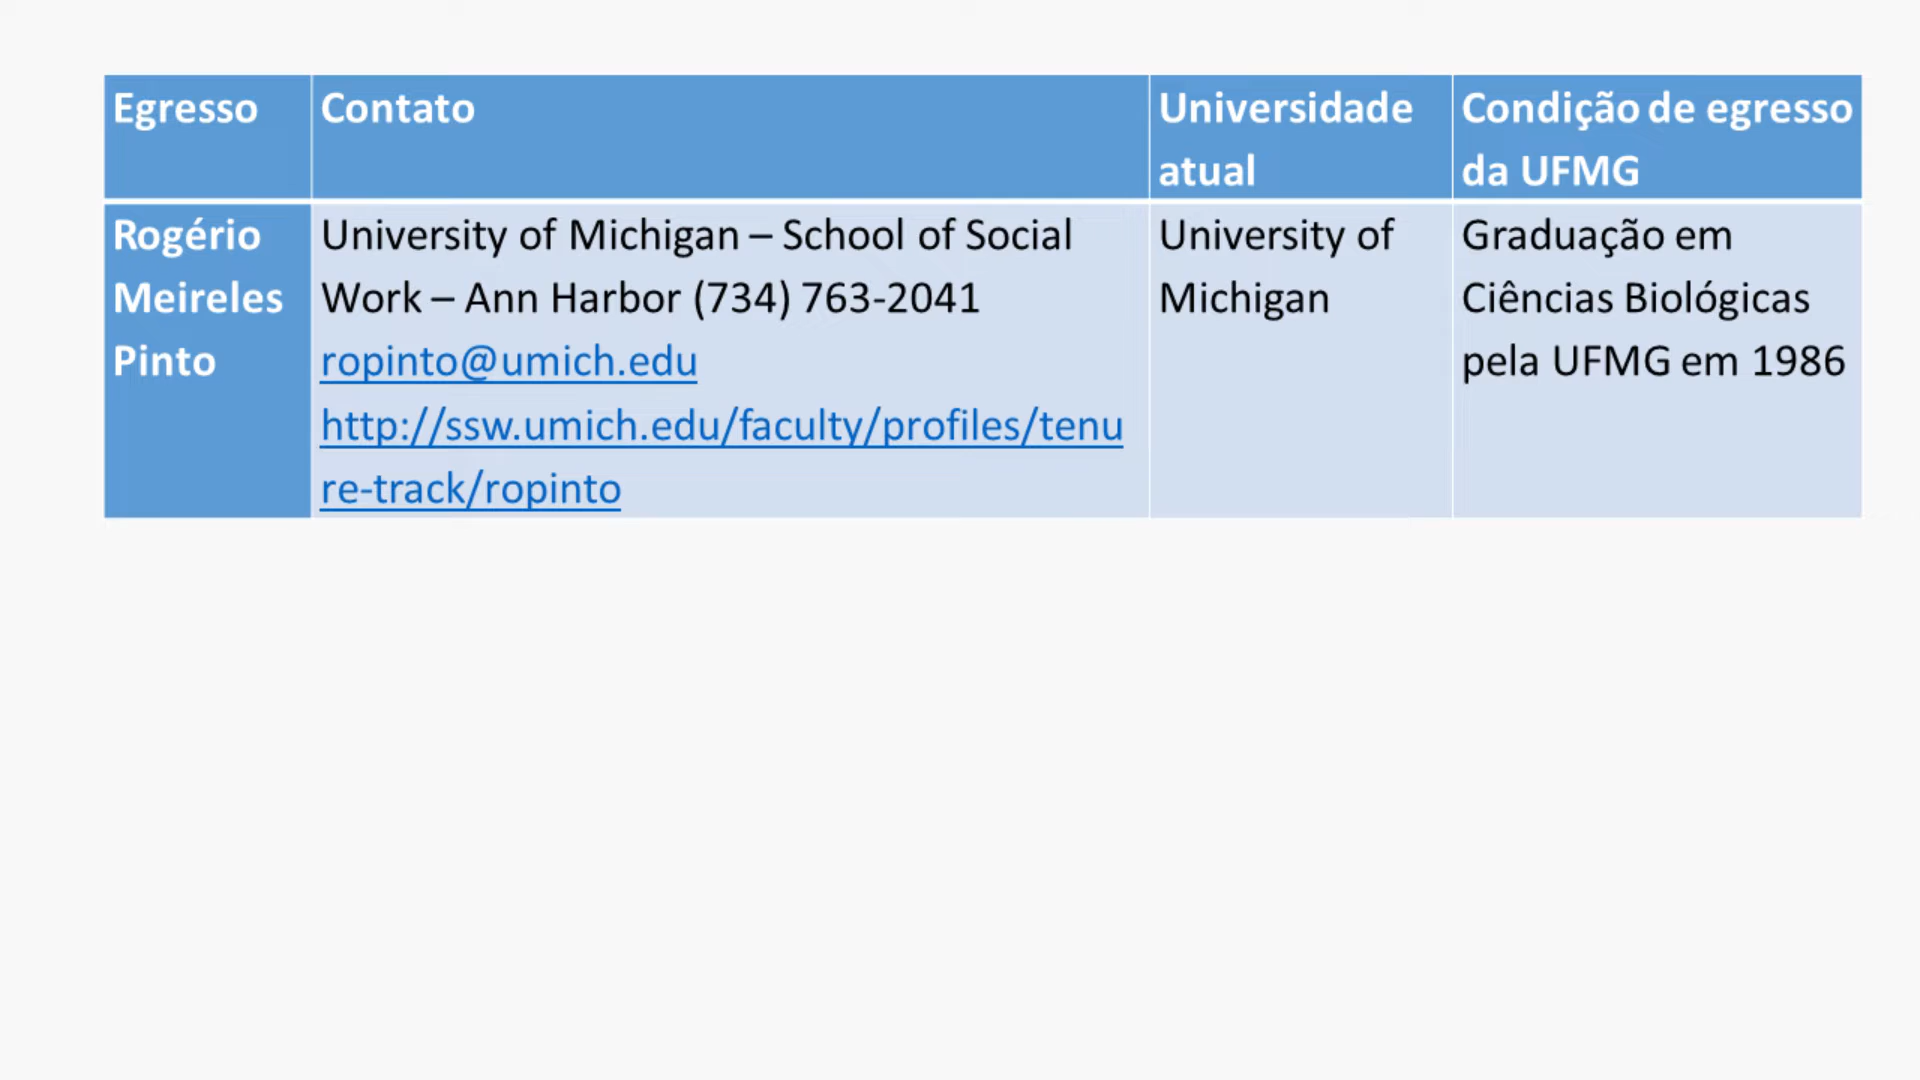 Egresso
Contato
Universidade
atual
Condição de egresso
da UFMG
Rogério
Meireles
Pinto
University of Michigan – School of Social
Work – Ann Harbor (734) 763-2041
ropinto@umich.edu
http://ssw.umich.edu/faculty/profiles/tenu
re-track/ropinto
University of
Michigan
Graduação em
Ciências Biológicas
pela UFMG em 1986